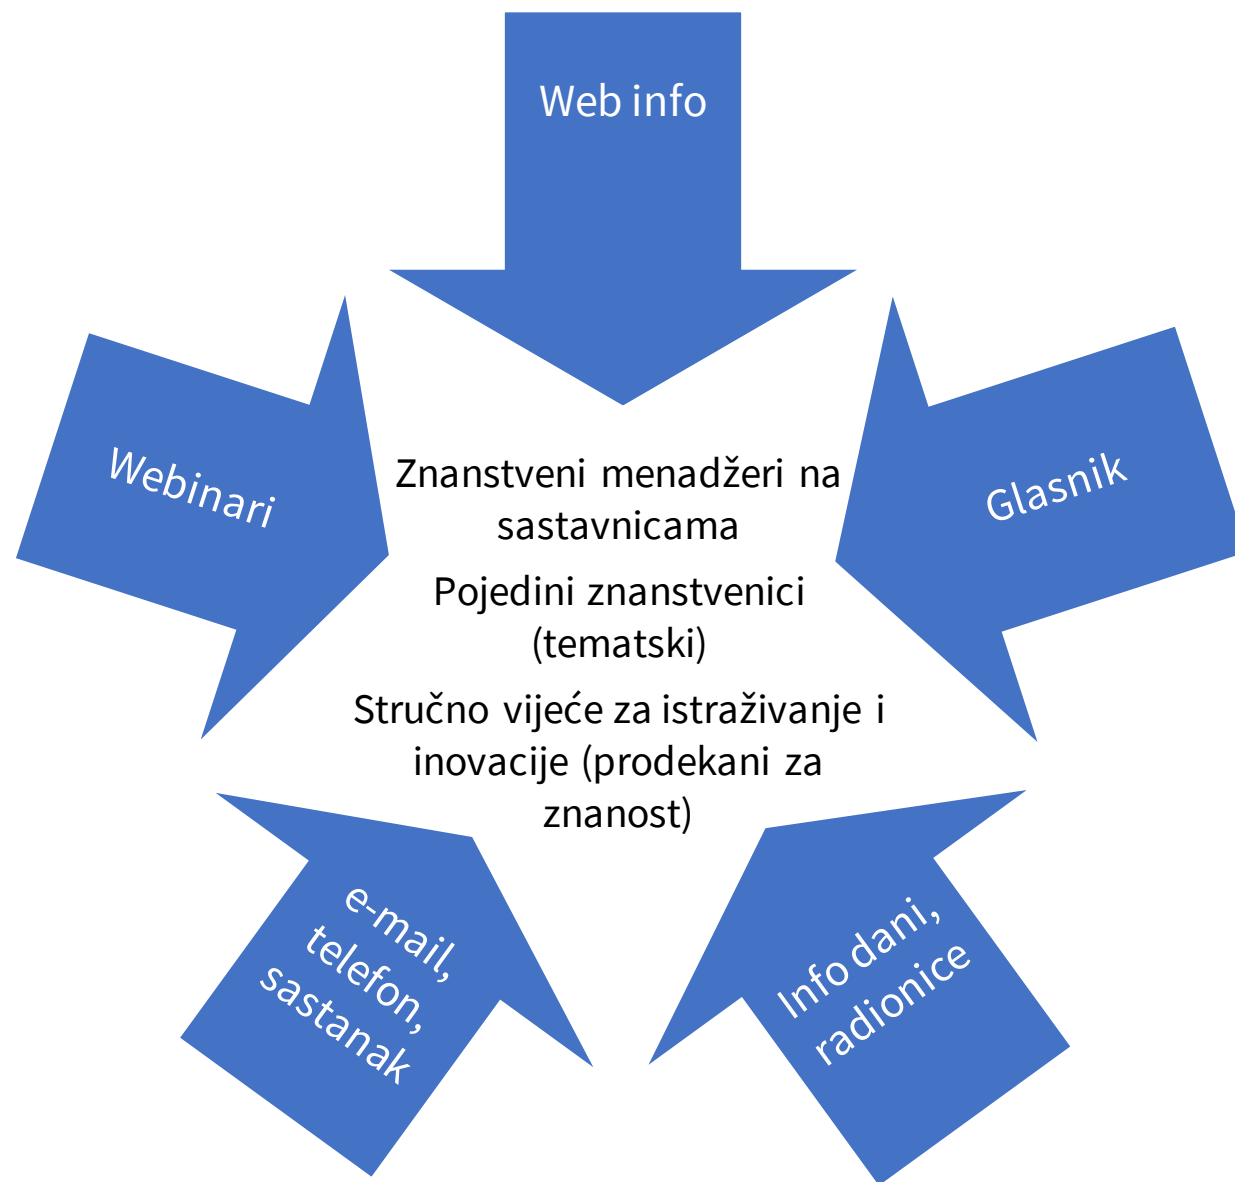 Web info
Webinari
Glasnik
Znanstveni menadžeri na
sastavnicama
Pojedini znanstvenici
(tematski)
Stručno vijeće za istraživanje i
inovacije (prodekani za
znanost)
e-mail,
telefon,
sastanak
Info dani,
radionice